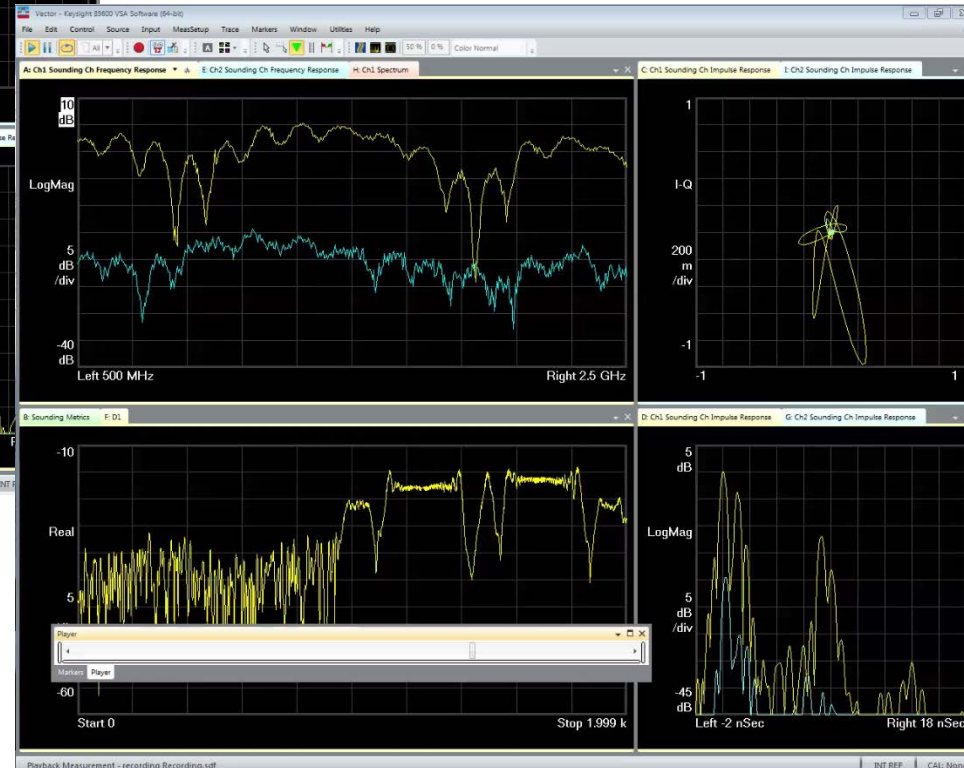 Vector - Keysight 89600 VSA Software (64-bit)
File Edit Control Source Input MeasSetup Trace Markers Window Utilities Help
All A 50 % 0 % Color Normal
A: Ch1 Sounding Ch Frequency Response E: Ch2 Sounding Ch Frequency Response H: Ch1 Spectrum
10
dB
LogMag
5
dB
/div
-40
dB
Left 500 MHz Right 2.5 GHz
C: Ch1 Sounding Ch Impulse Response I: Ch2 Sounding Ch Impulse Response
1
I-Q
200
m
/div
-1
-1 1
B: Sounding Metrics F: D1
-10
Real
5
Player
Markers Player
-60
Start 0 Stop 1.999 k
D: Ch1 Sounding Ch Impulse Response G: Ch2 Sounding Ch Impulse Response
5
dB
LogMag
5
dB
/div
-45
dB
Left -2 nSec Right 18 nSec
Playback Measurement - recording Recording.sdf INT REF CAL: None